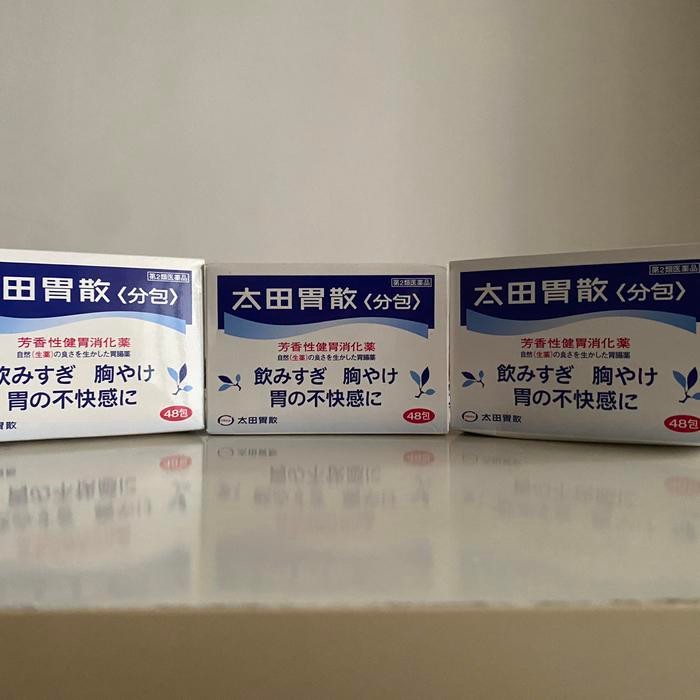 第2類医薬品
田胃散〈分包〉
芳香性健胃消化薬
自然(生薬)の良さを生かした胃腸薬
飲みすぎ 胸やけ
胃の不快感に
48包
胃散
第2類医薬品
太田胃散〈分包〉
芳香性健胃消化薬
自然(生薬)の良さを生かした胃腸薬
飲みすぎ 胸やけ
胃の不快感に
太田胃散
48包
第2類医薬品
太田胃散〈分包〉
芳香性健胃消化薬
自然(生薬)の良さを生かした胃腸薬
飲みすぎ 胸やけ
胃の不快感に
太田胃散
48包